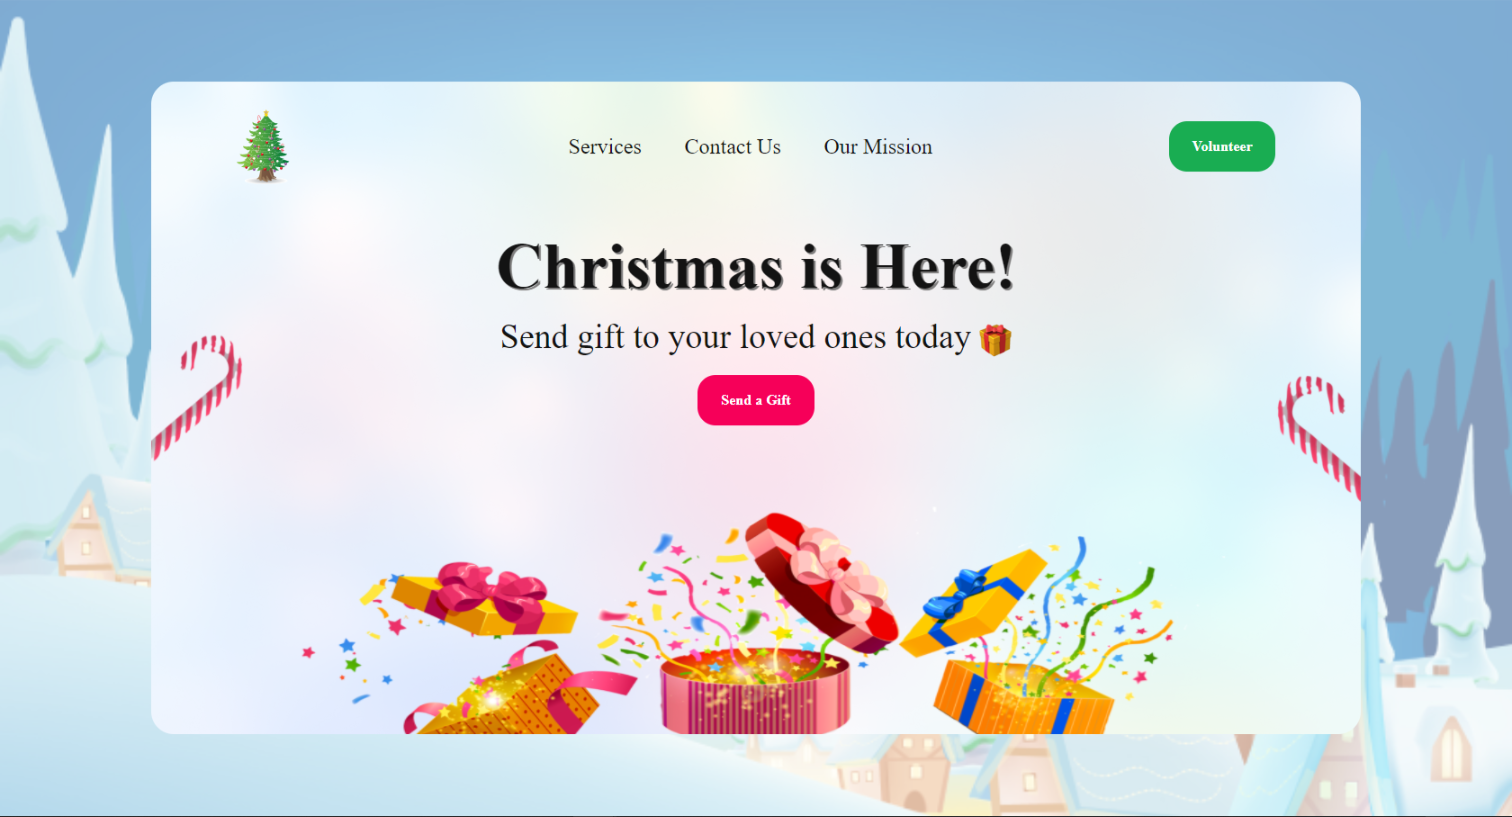 Services Contact Us Our Mission Volunteer
Christmas is Here!
Send gift to your loved ones today 🎁
Send a Gift